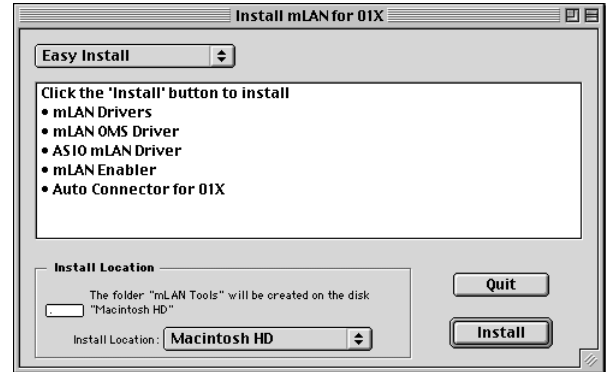 Install mLAN for 01X
Easy Install
Click the 'Install' button to install
• mLAN Drivers
• mLAN OMS Driver
• ASIO mLAN Driver
• mLAN Enabler
• Auto Connector for 01X
Install Location
The folder "mLAN Tools" will be created on the disk
"Macintosh HD"
Install Location: Macintosh HD
Quit
Install